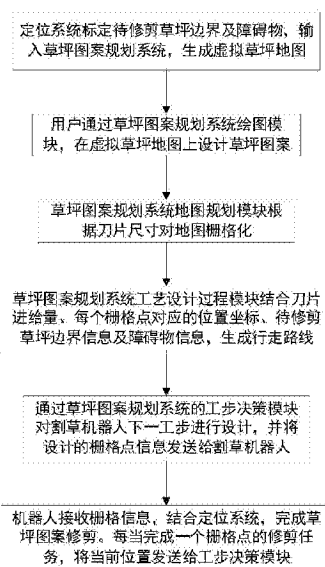 定位系统标定待修剪草坪边界及障碍物，输
入草坪图案规划系统，生成虚拟草坪地图
用户通过草坪图案规划系统绘图模
块，在虚拟草坪地图上设计草坪图案
草坪图案规划系统地图规划模块根
据刀片尺寸对地图栅格化
草坪图案规划系统工艺设计过程模块结合刀片
进给量、每个栅格点对应的位置坐标、待修剪
草坪边界信息及障碍物信息，生成行走路线
通过草坪图案规划系统的工步决策模块
对割草机器人下一工步进行设计，并将
设计的栅格点信息发送给割草机器人
机器人接收栅格信息，结合定位系统，完成草
坪图案修剪。每当完成一个栅格点的修剪任
务，将当前位置发送给工步决策模块